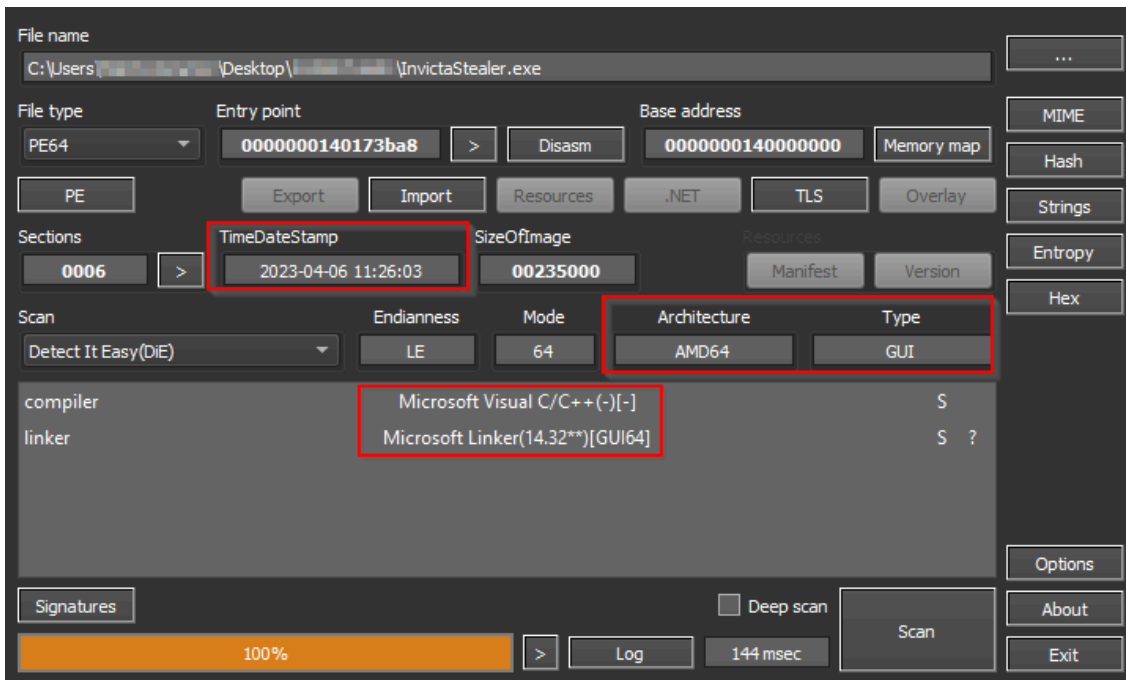 File name
C:\Users\ \Desktop\ \InvictaStealer.exe
...
File type Entry point Base address
MIME
PE64 0000000140173ba8 > Disasm 0000000140000000 Memory map
Hash
PE Export Import Resources .NET TLS Overlay
Strings
Sections TimeDateStamp SizeOfImage Resources
Entropy
0006 > 2023-04-06 11:26:03 00235000 Manifest Version
Hex
Scan Endianness Mode Architecture Type
Detect It Easy(DiE) LE 64 AMD64 GUI
compiler Microsoft Visual C/C++(-)[-] S
linker Microsoft Linker(14.32**)[GUI64] S ?
Options
Signatures Deep scan Scan About
100% > Log 144 msec Exit